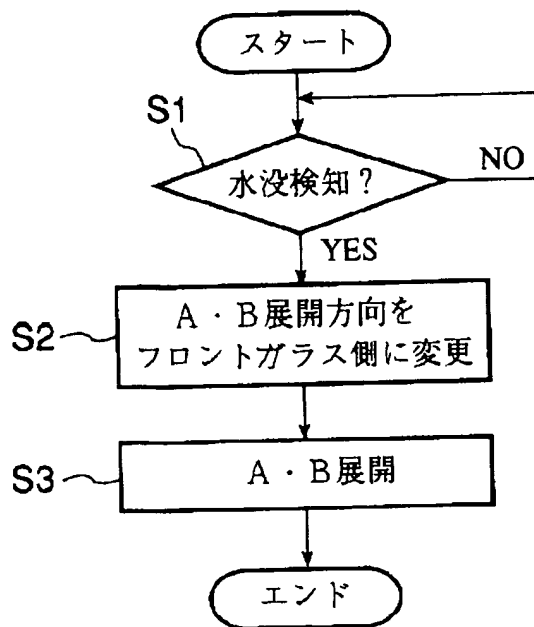 スタート
S1
水没検知?
NO
YES
S2
A・B展開方向を
フロントガラス側に変更
S3
A・B展開
エンド